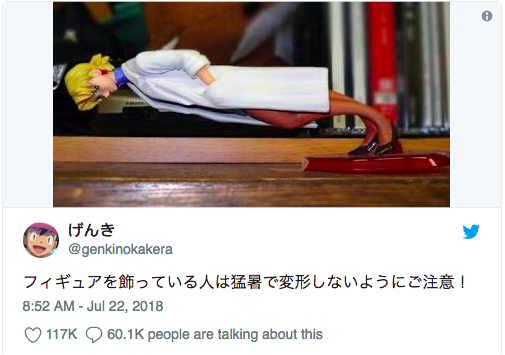 げんき
@genkinokakera
フィギュアを飾っている人は猛暑で変形しないようにご注意！
8:52 AM - Jul 22, 2018
117K 60.1K people are talking about this